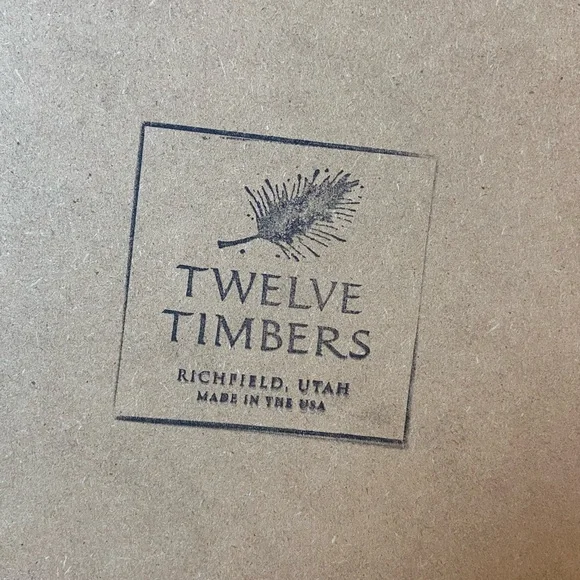 TWELVE
TIMBERS
RICHFIELD, UTAH
MADE IN THE USA